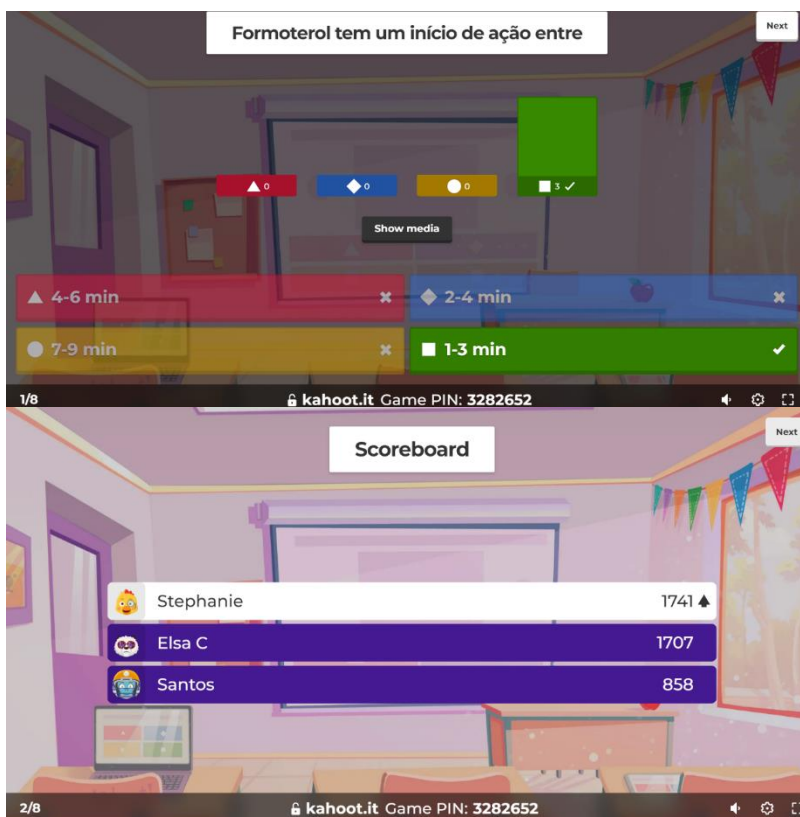 Formoterol tem um início de ação entre
Next
0
0
0
3
Show media
4-6 min
2-4 min
7-9 min
1-3 min
1/8
kahoot.it Game PIN: 3282652
Scoreboard
Next
Stephanie 1741
Elsa C 1707
Santos 858
2/8
kahoot.it Game PIN: 3282652